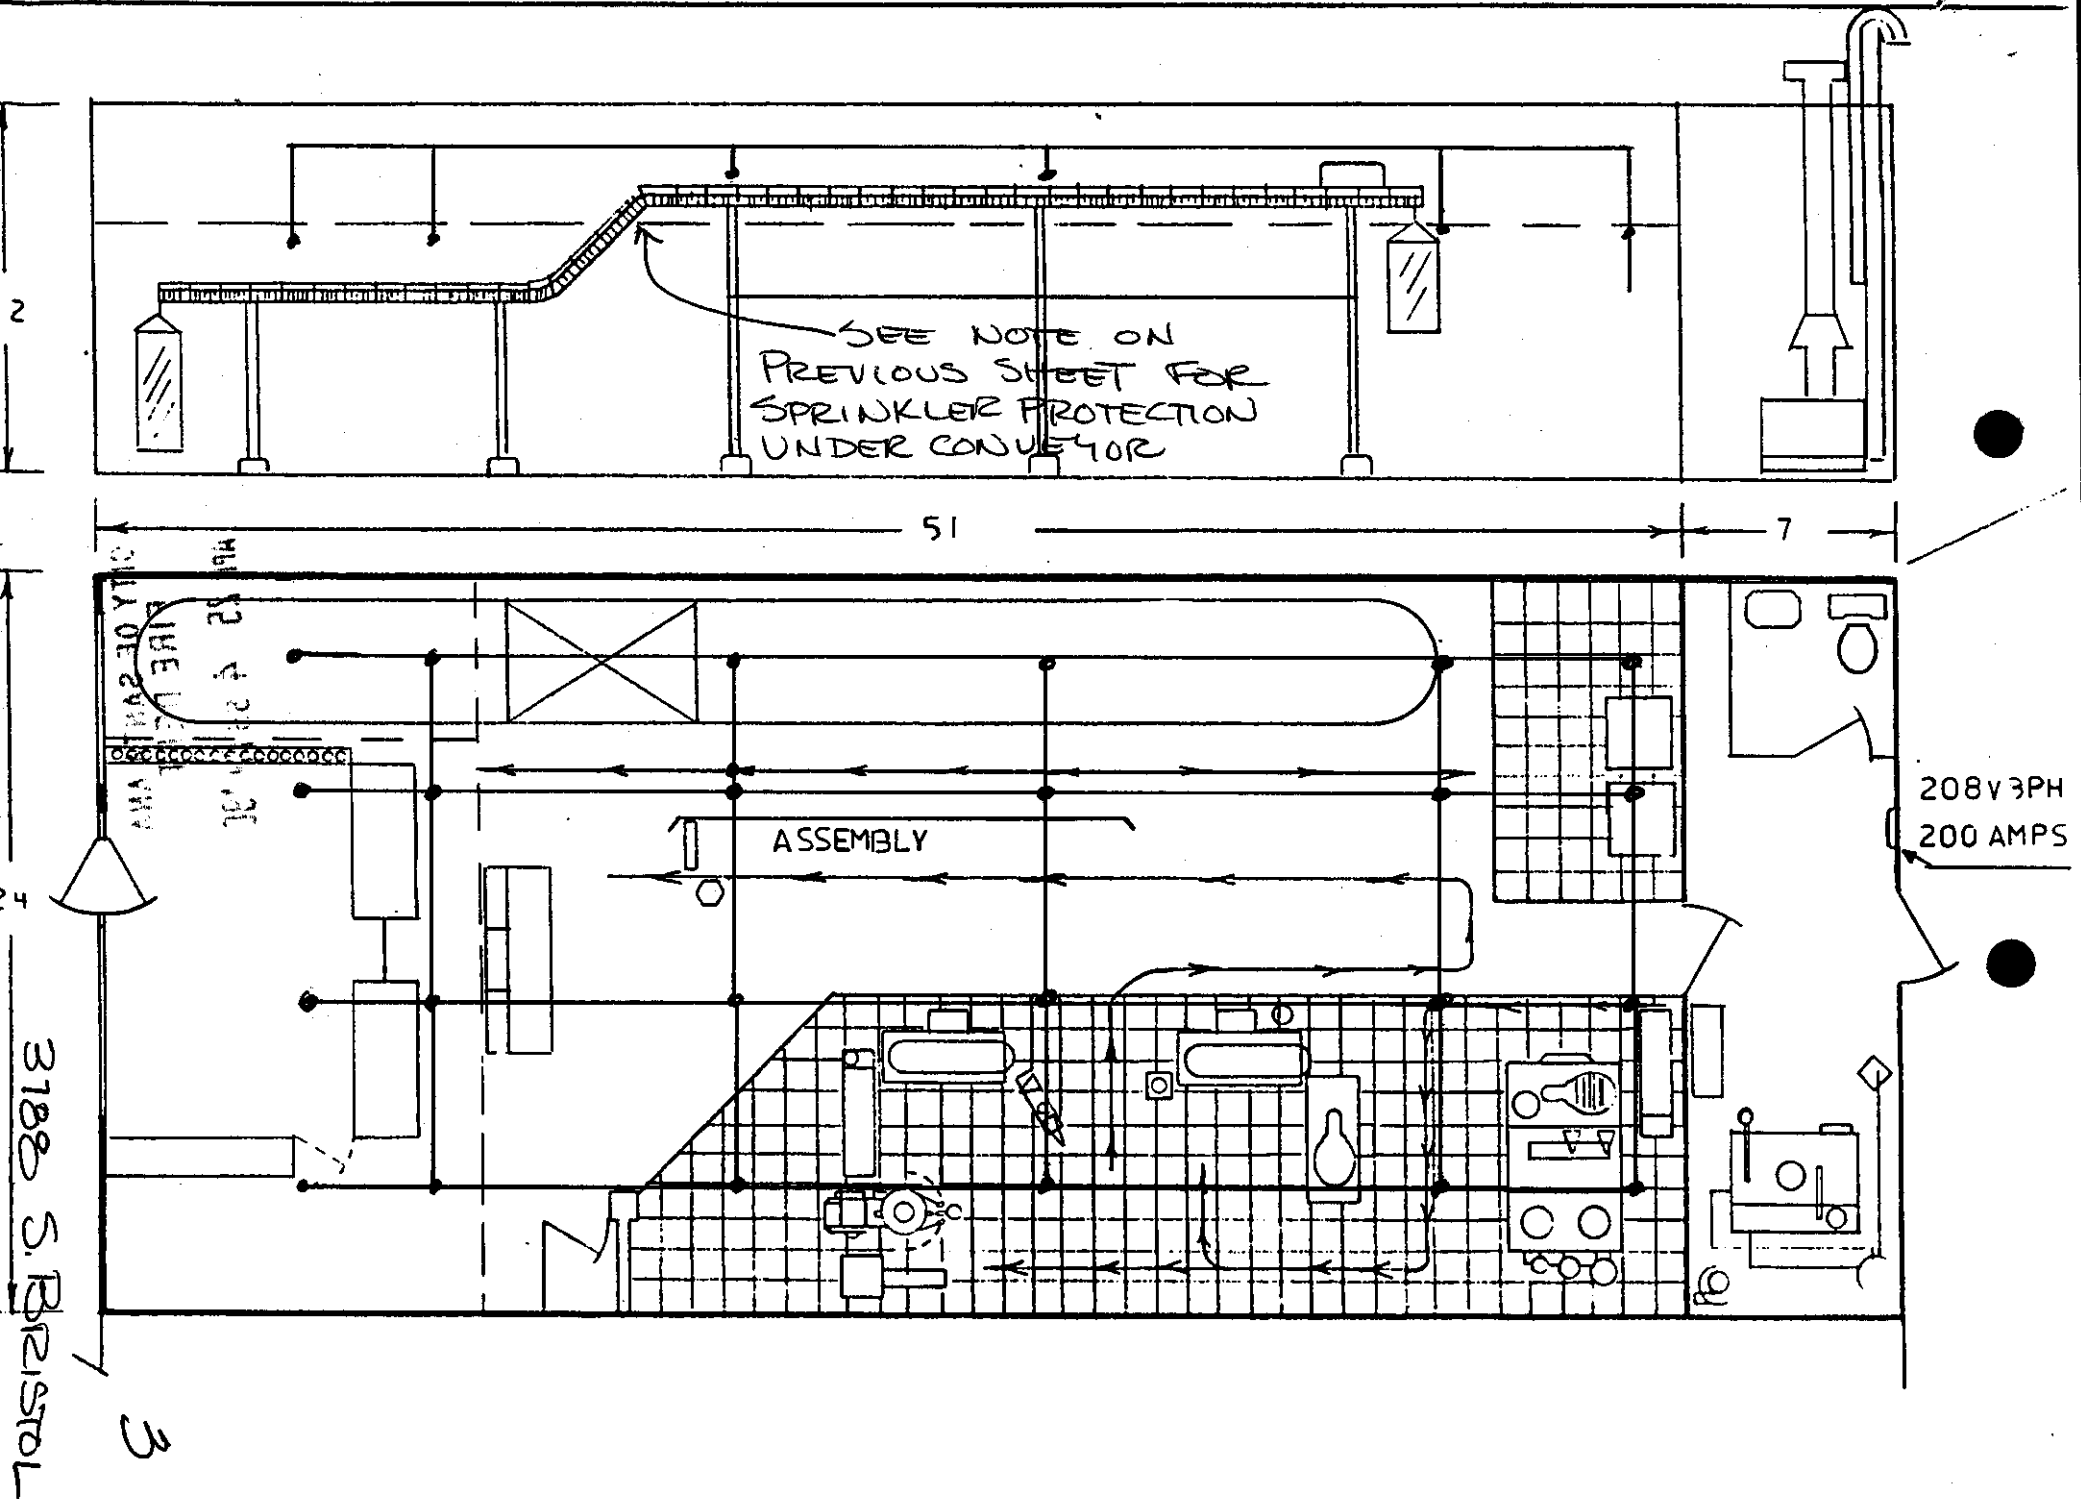 2
SEE NOTE ON
PREVIOUS SHEET FOR
SPRINKLER PROTECTION
UNDER CONVEYOR
51
7
ASSEMBLY
208V 3PH
200 AMPS
3788 S. BRISTOL
3